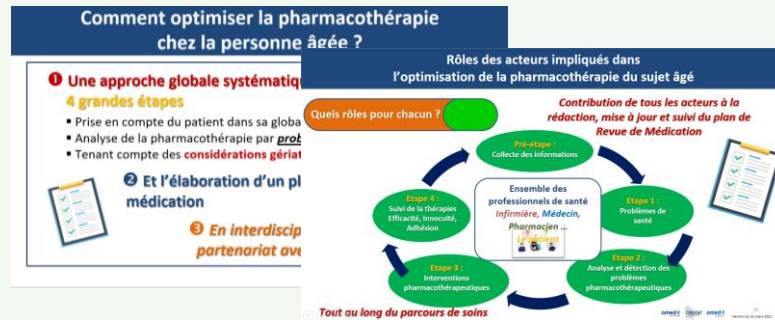 Comment optimiser la pharmacothérapie
chez la personne âgée ?
❶ Une approche globale systématiqu
4 grandes étapes
▪ Prise en compte du patient dans sa globa
▪ Analyse de la pharmacothérapie par prob
▪ Tenant compte des considérations gériat
❷ Et l’élaboration d’un pl
médication
❸ En interdiscip
partenariat ave
Rôles des acteurs impliqués dans
l’optimisation de la pharmacothérapie du sujet âgé
Quels rôles pour chacun ?
Contribution de tous les acteurs à la
rédaction, mise à jour et suivi du plan de
Revue de Médication
Pré-étape :
Collecte des informations
Etape 1 :
Problèmes de
santé
Etape 2 :
Analyse et détection des
problèmes
pharmacothérapeutiques
Etape 3 :
Interventions
pharmacothérapeutiques
Etape 4 :
Suivi de la thérapies
Efficacité, Innocuité,
Adhésion
Ensemble des
professionnels de santé
Infirmière, Médecin,
Pharmacien ...
Le patient
Tout au long du parcours de soins
omedit
omedit